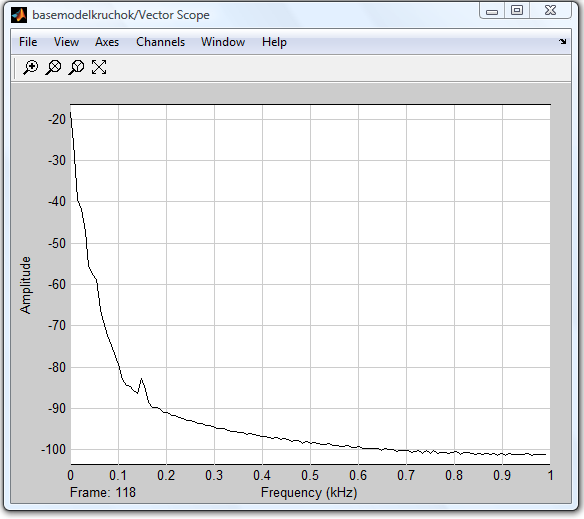 basemodelkruchok/Vector Scope
File View Axes Channels Window Help
Amplitude
-20
-30
-40
-50
-60
-70
-80
-90
-100
0 0.1 0.2 0.3 0.4 0.5 0.6 0.7 0.8 0.9 1
Frame: 118 Frequency (kHz)